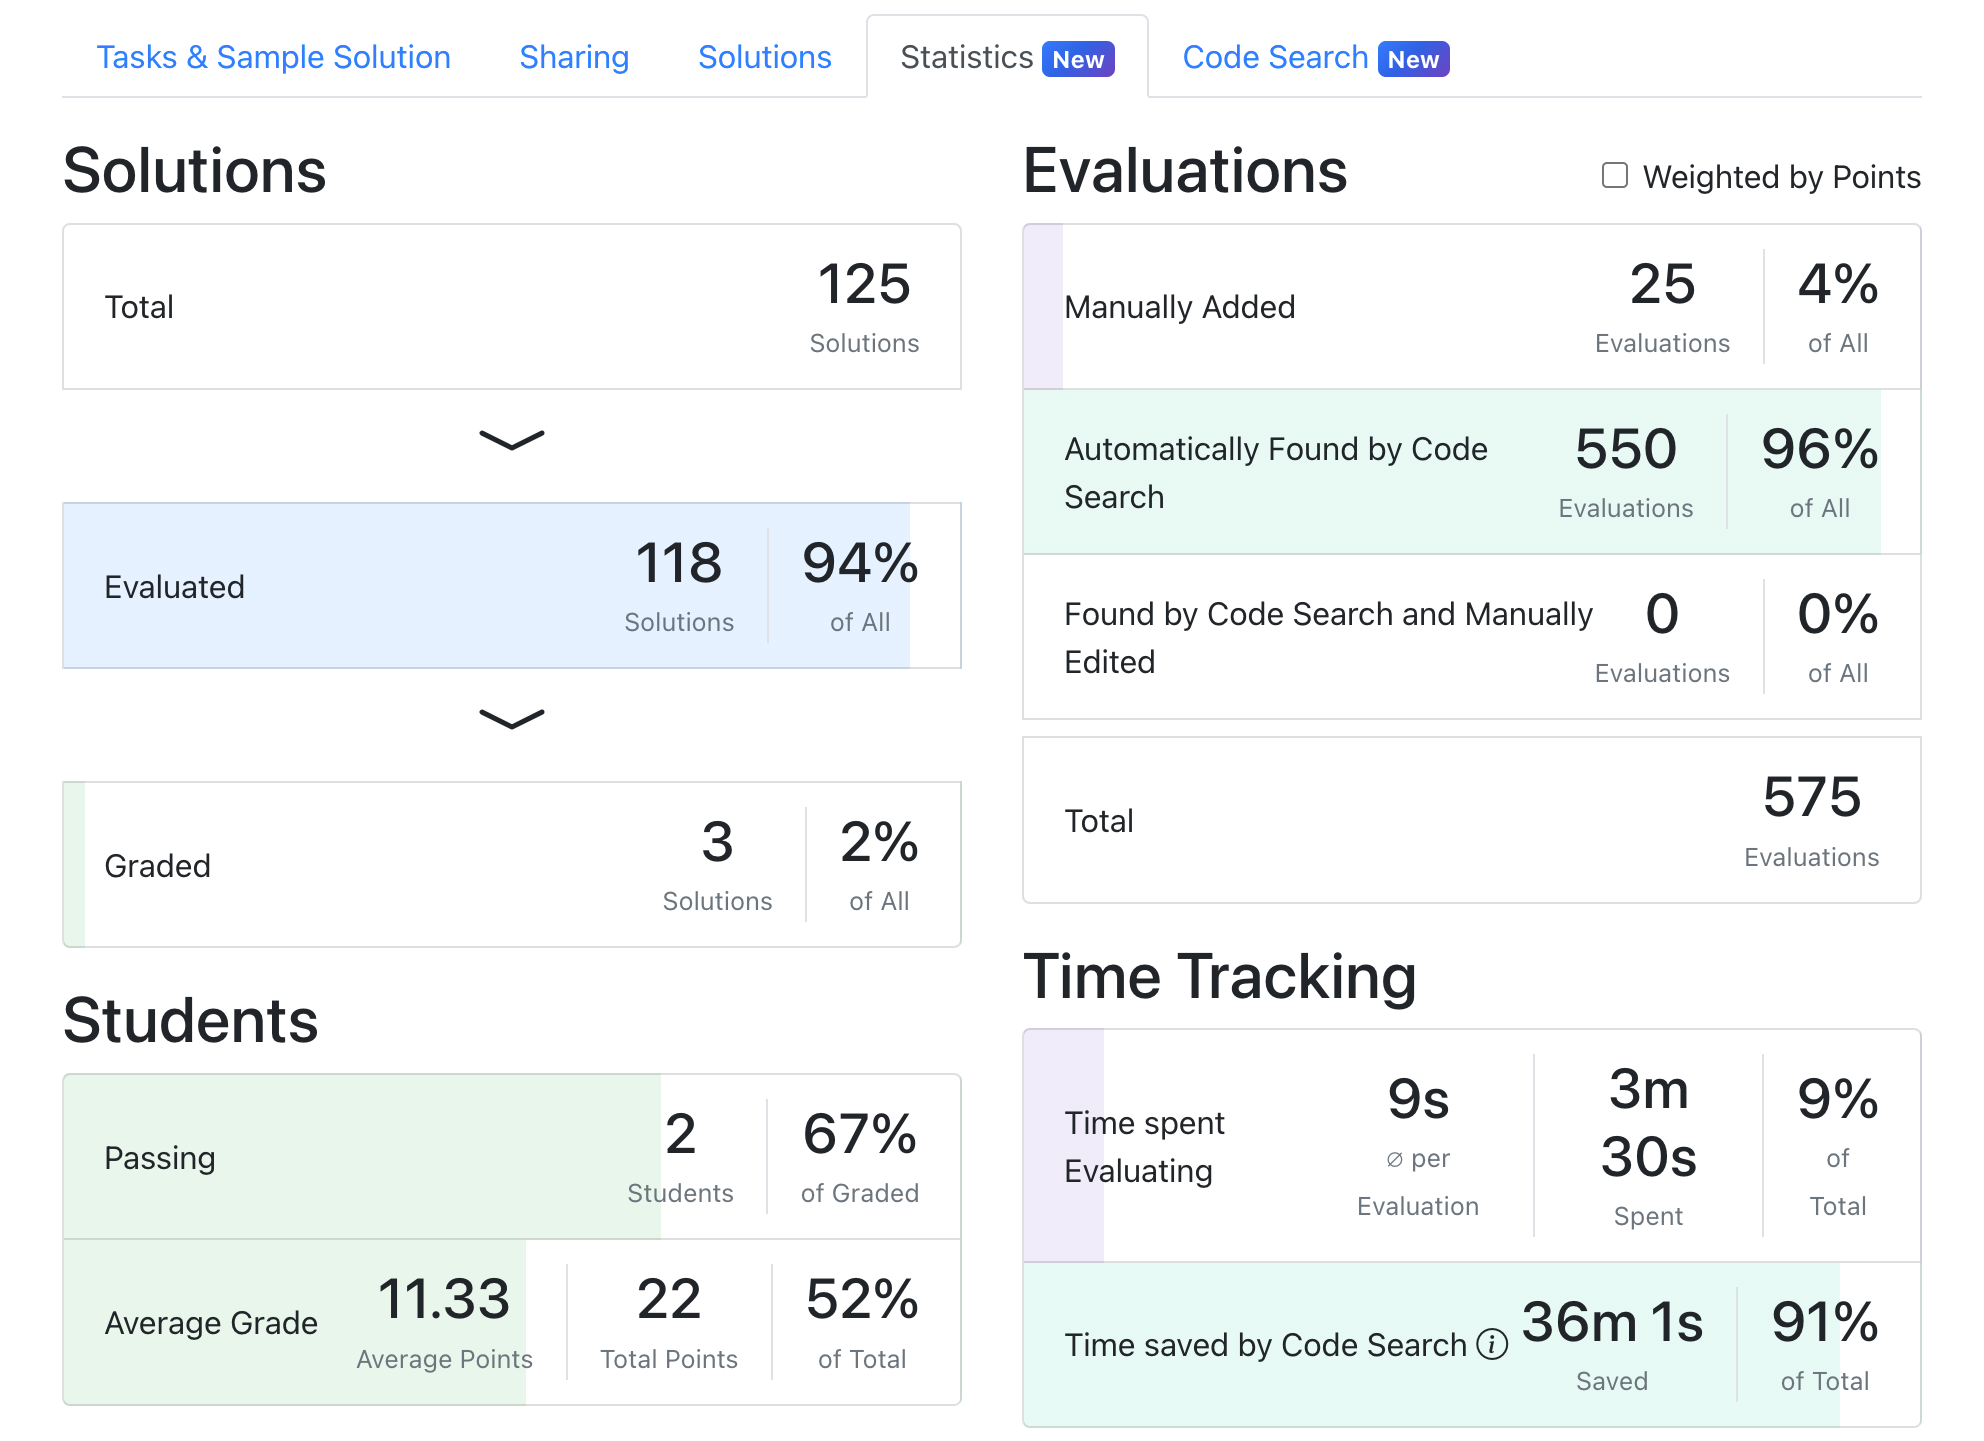 Tasks & Sample Solution
Sharing
Solutions
Statistics New
Code Search New
Solutions
Total
125
Solutions
Evaluated
118
Solutions
94%
of All
Graded
3
Solutions
2%
of All
Students
Passing
2
Students
67%
of Graded
Average Grade
11.33
Average Points
22
Total Points
52%
of Total
Evaluations
Weighted by Points
Manually Added
25
Evaluations
4%
of All
Automatically Found by Code
Search
550
Evaluations
96%
of All
Found by Code Search and Manually
Edited
0
Evaluations
0%
of All
Total
575
Evaluations
Time Tracking
Time spent
Evaluating
9s
∅ per
Evaluation
3m
30s
Spent
9%
of
Total
Time saved by Code Search i
36m 1s
Saved
91%
of Total